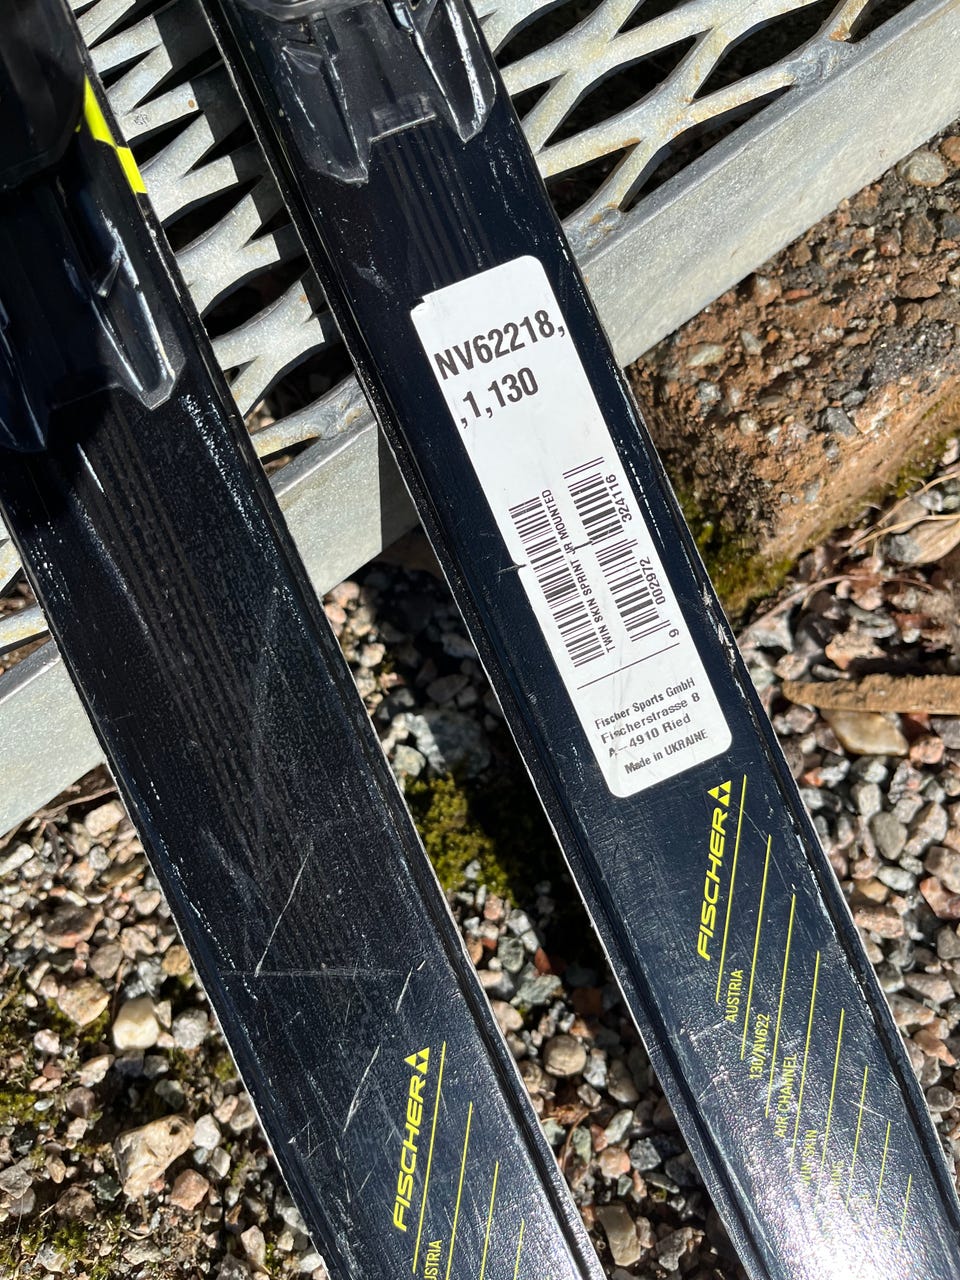 NV62218,
,1,130
TWIN SKIN SPRINT JR MOUNTED
324116
002972
9
Fischer Sports GmbH
Fischerstrasse 8
A-4910 Ried
Made in UKRAINE
FISCHER
AUSTRIA
130/NV622
AIR CHANNEL
FISCHER